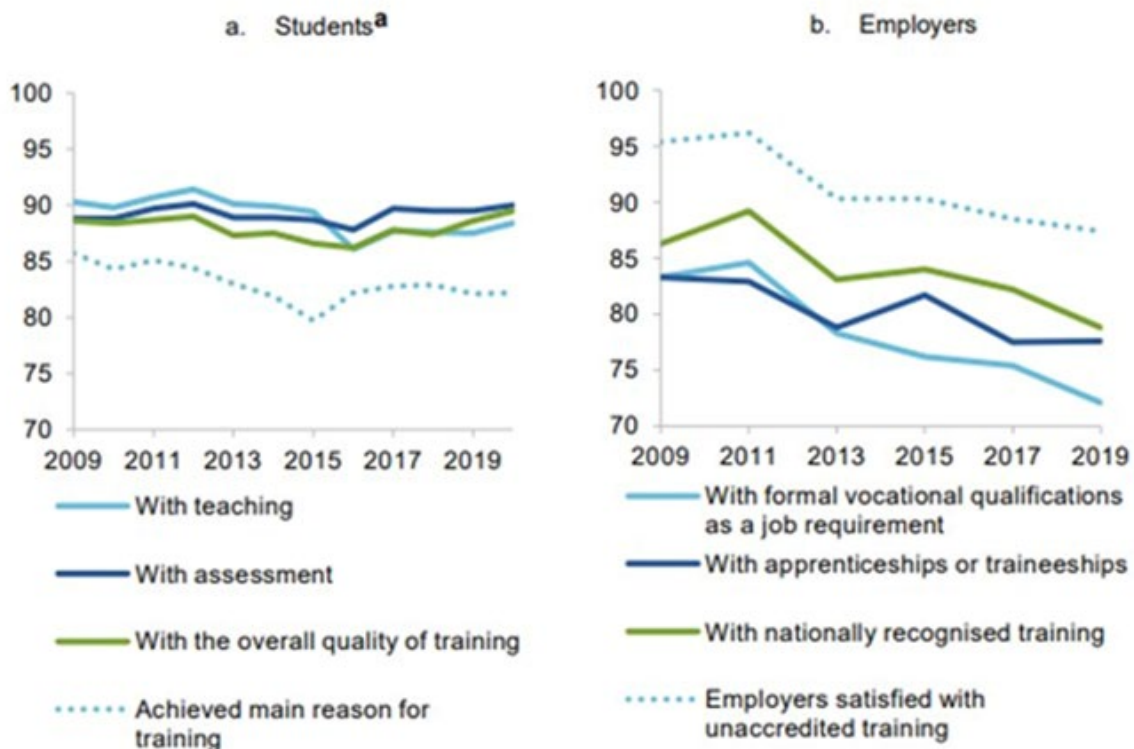 a. Studentsᵃ
100
95
90
85
80
75
70
2009 2011 2013 2015 2017 2019
With teaching
With assessment
With the overall quality of training
Achieved main reason for
training
b. Employers
100
95
90
85
80
75
70
2009 2011 2013 2015 2017 2019
With formal vocational qualifications
as a job requirement
With apprenticeships or traineeships
With nationally recognised training
Employers satisfied with
unaccredited training